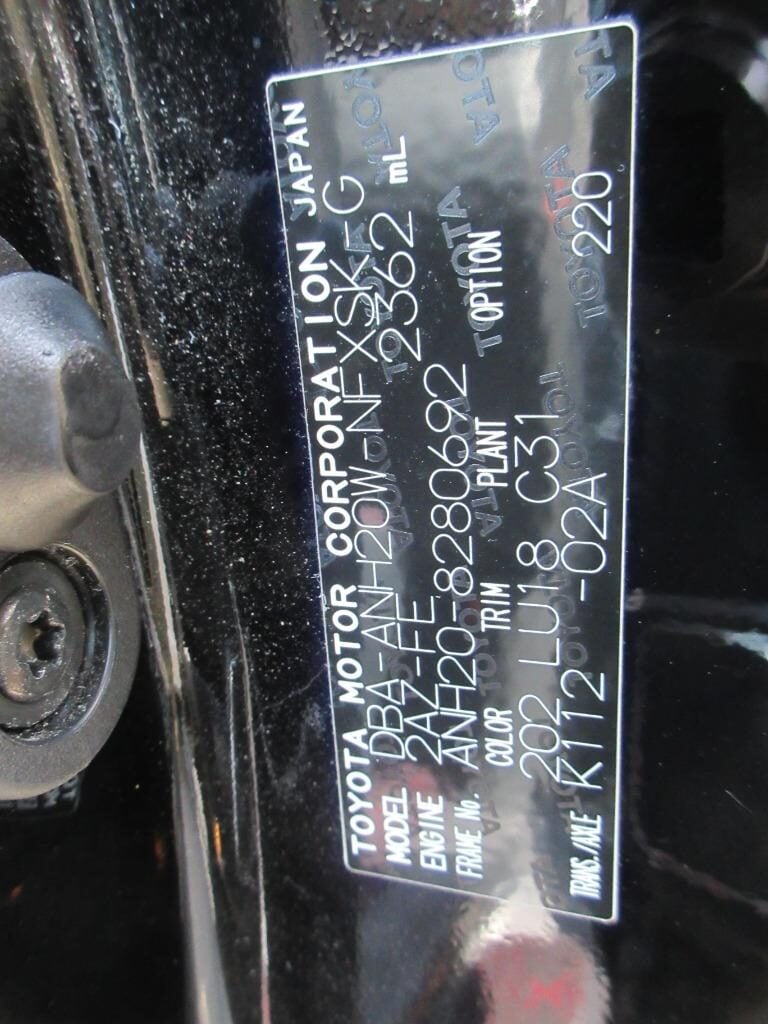 TOYOTA MOTOR CORPORATION JAPAN
MODEL DBA-ANH20W-NFXSK-G
ENGINE 2AZ-FE 2362 mL
FRAME No. ANH20-8280692
COLOR TRIM PLANT OPTION
202 LU18 C31
TRANS./AXLE K112 -02A 220